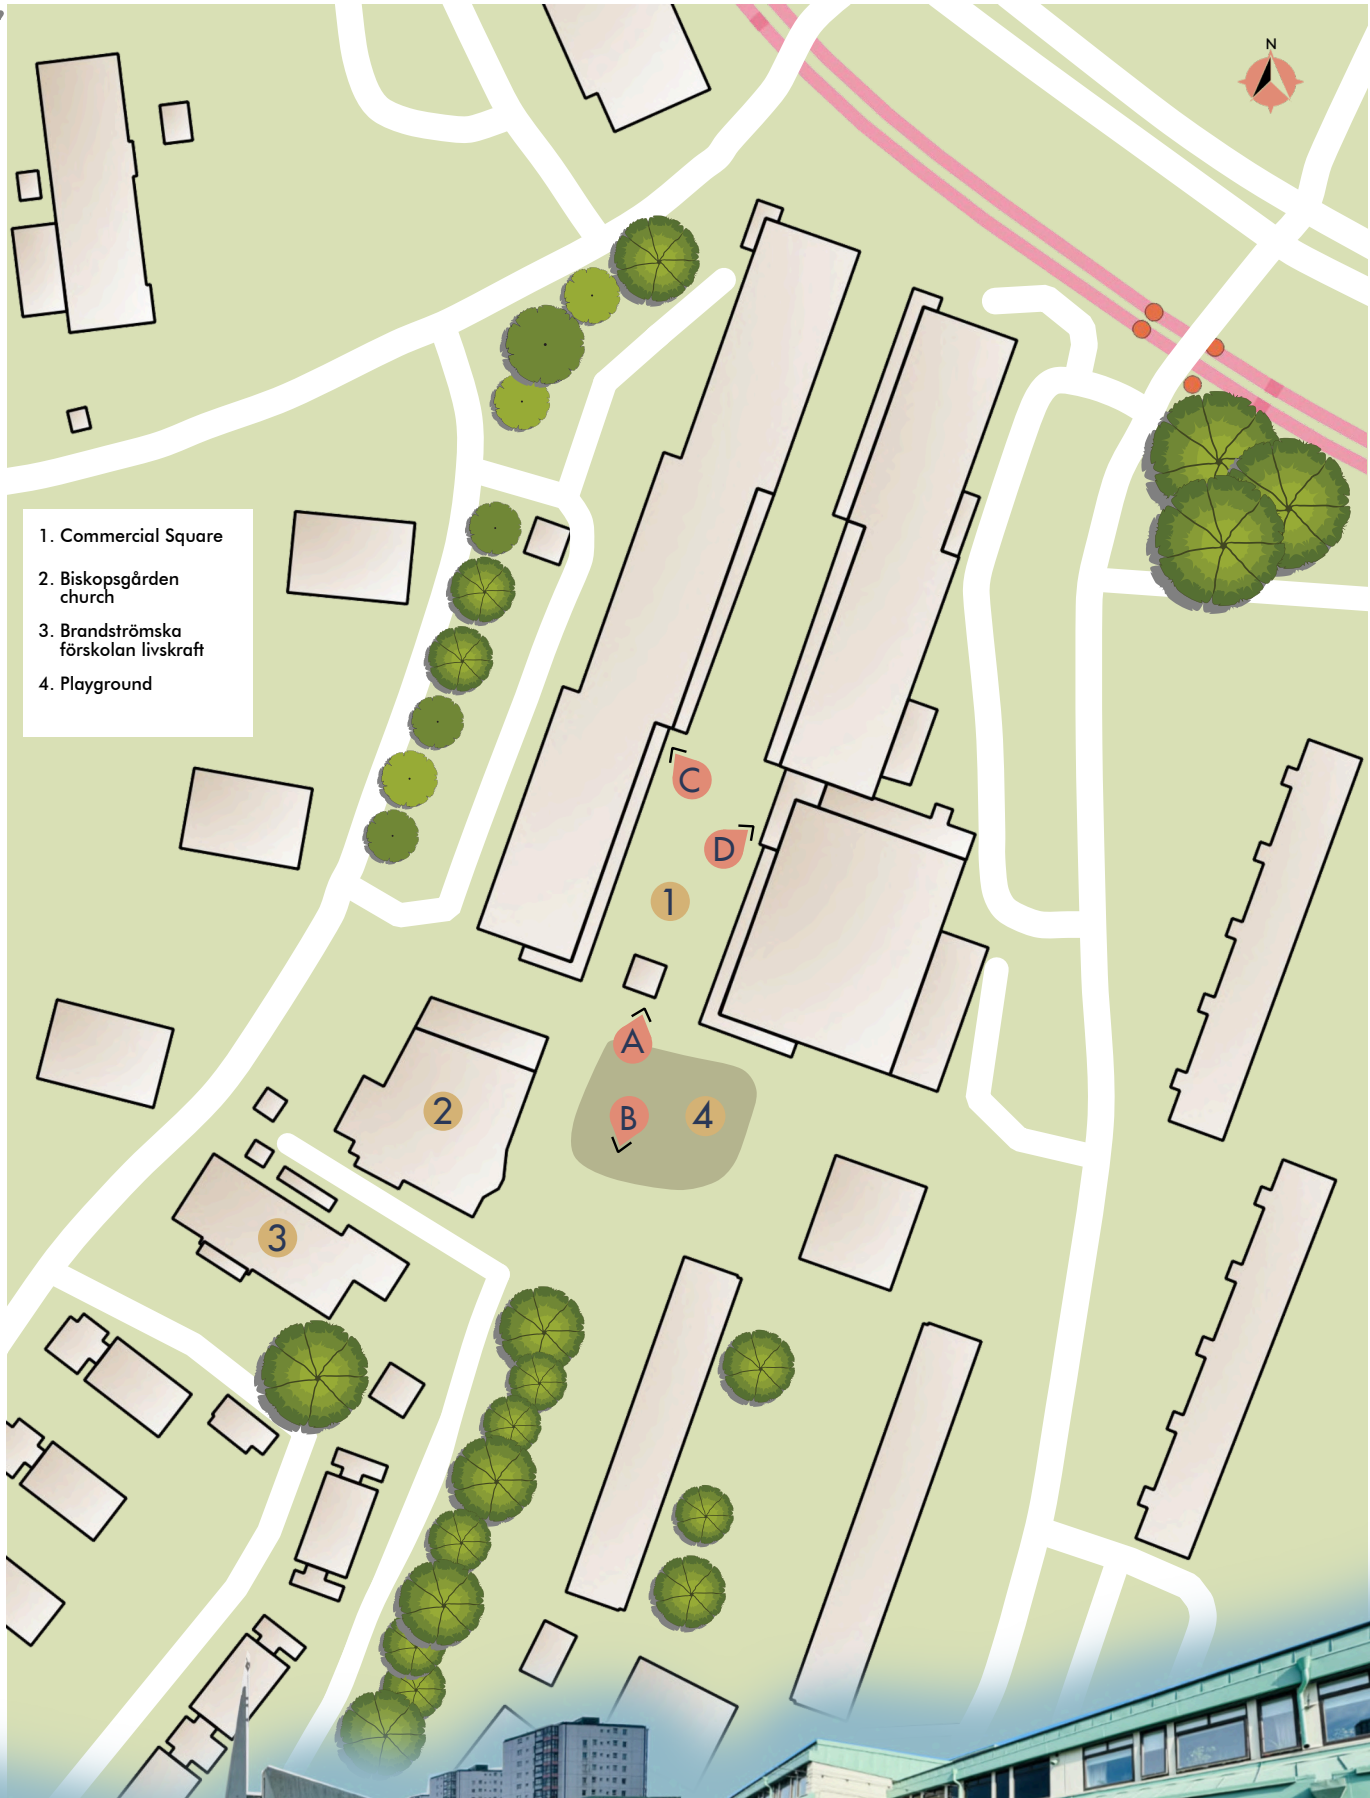 N
1. Commercial Square
2. Biskopsgården
church
3. Brandströmska
förskolan livskraft
4. Playground
C
D
1
A
B
4
2
3